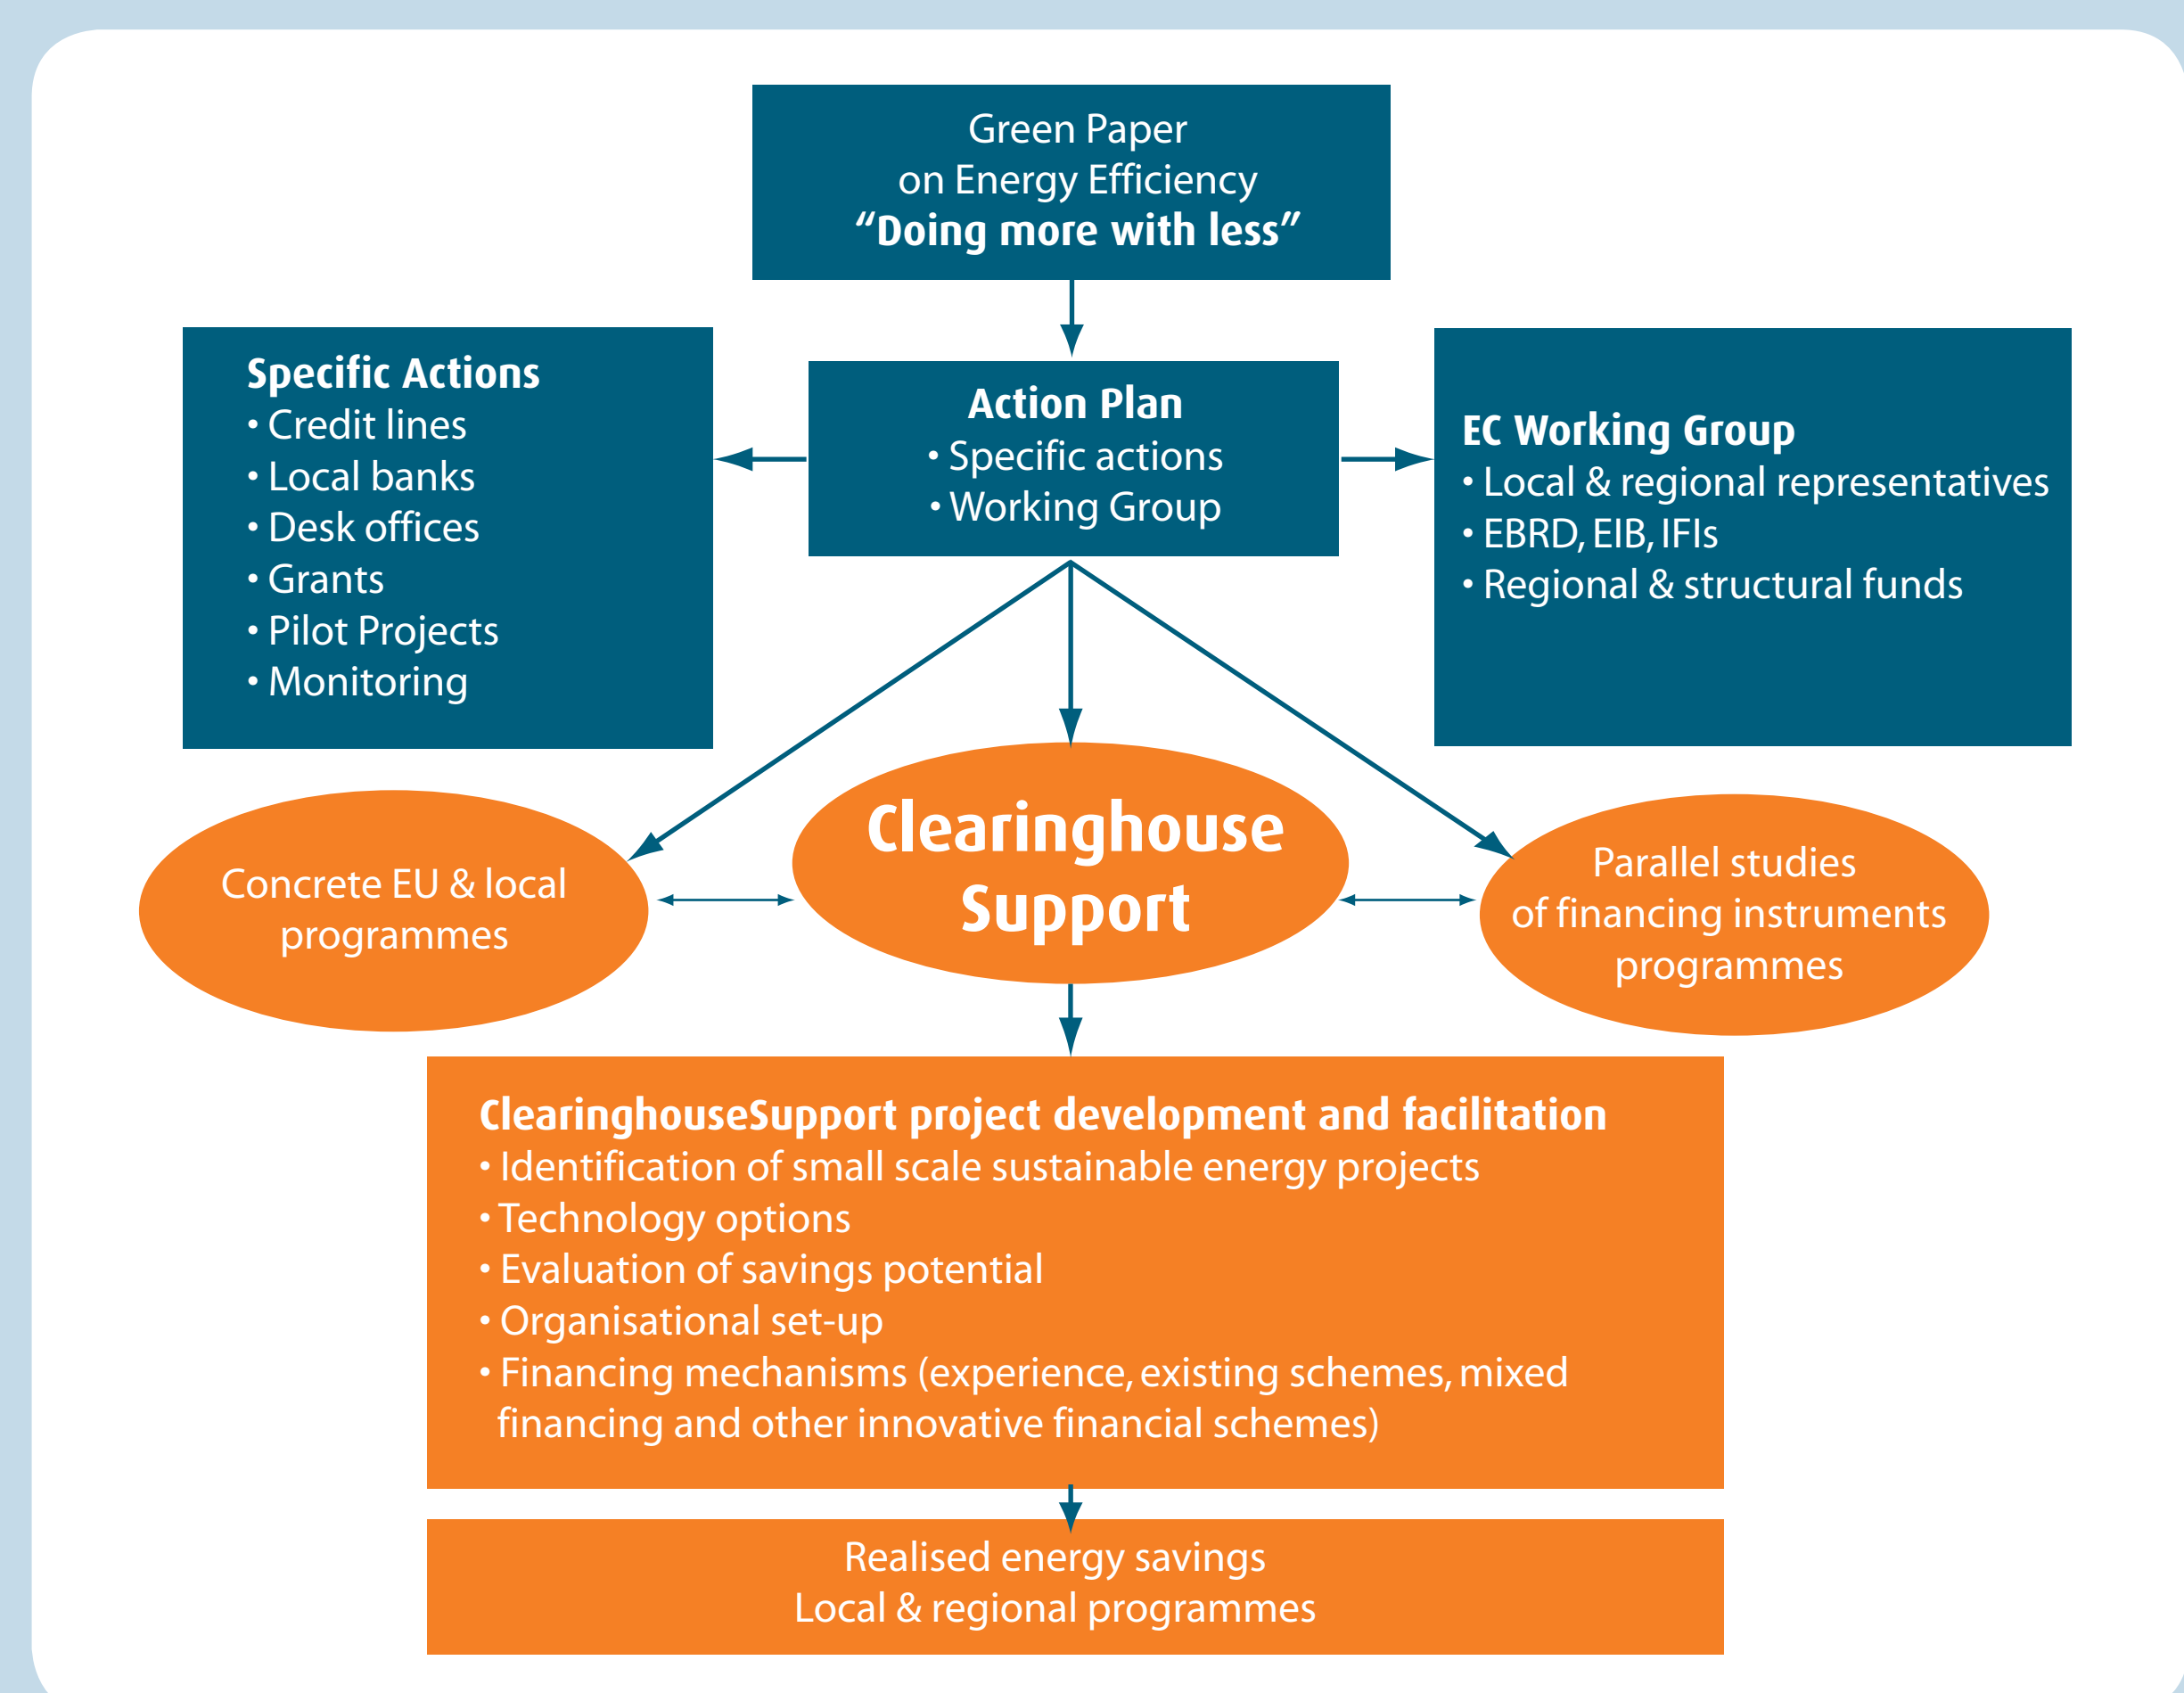 Green Paper
on Energy Efficiency
“Doing more with less”
Specific Actions
• Credit lines
• Local banks
• Desk offices
• Grants
• Pilot Projects
• Monitoring
Action Plan
• Specific actions
• Working Group
EC Working Group
• Local & regional representatives
• EBRD, EIB, IFIs
• Regional & structural funds
Concrete EU & local
programmes
Clearinghouse
Support
Parallel studies
of financing instruments
programmes
ClearinghouseSupport project development and facilitation
• Identification of small scale sustainable energy projects
• Technology options
• Evaluation of savings potential
• Organisational set-up
• Financing mechanisms (experience, existing schemes, mixed
financing and other innovative financial schemes)
Realised energy savings
Local & regional programmes